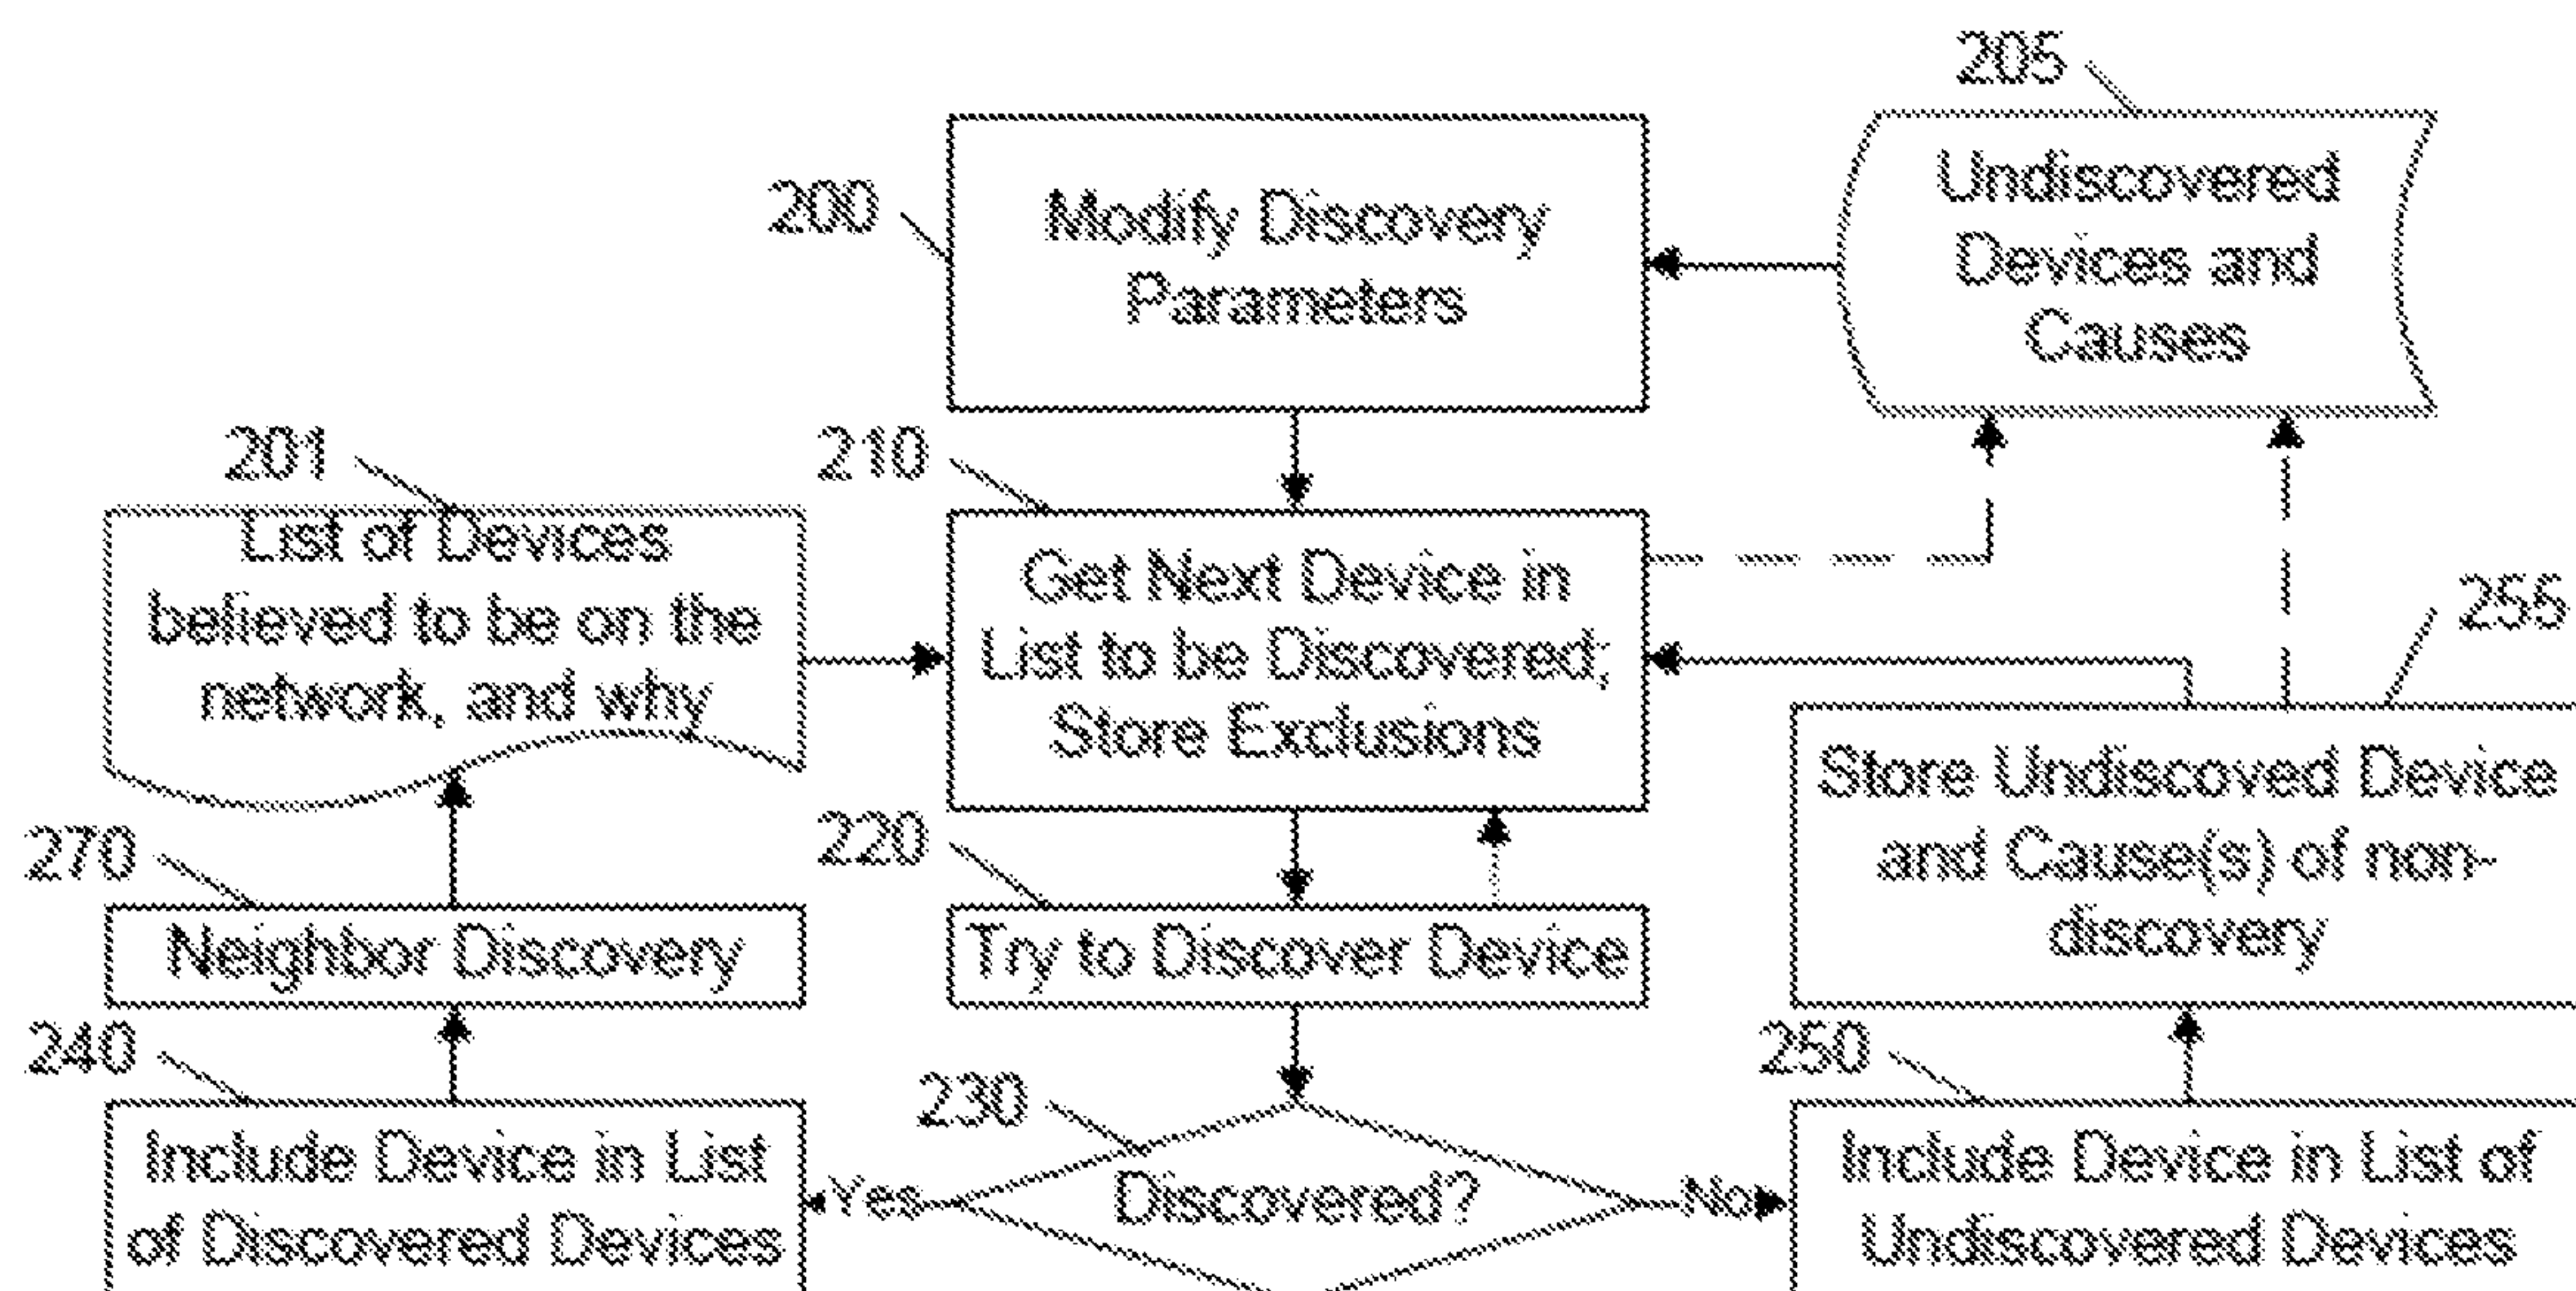 205
200
Modify Discovery
Parameters
Undiscovered
Devices and
Causes
201
210
List of Devices
believed to be on the
network, and why
Get Next Device in
List to be Discovered;
Store Exclusions
255
Store Undiscoved Device
and Cause(s) of non-
discovery
270
220
Neighbor Discovery
Try to Discover Device
240
230
250
Include Device in List
of Discovered Devices
Yes
Discovered?
No
Include Device in List of
Undiscovered Devices